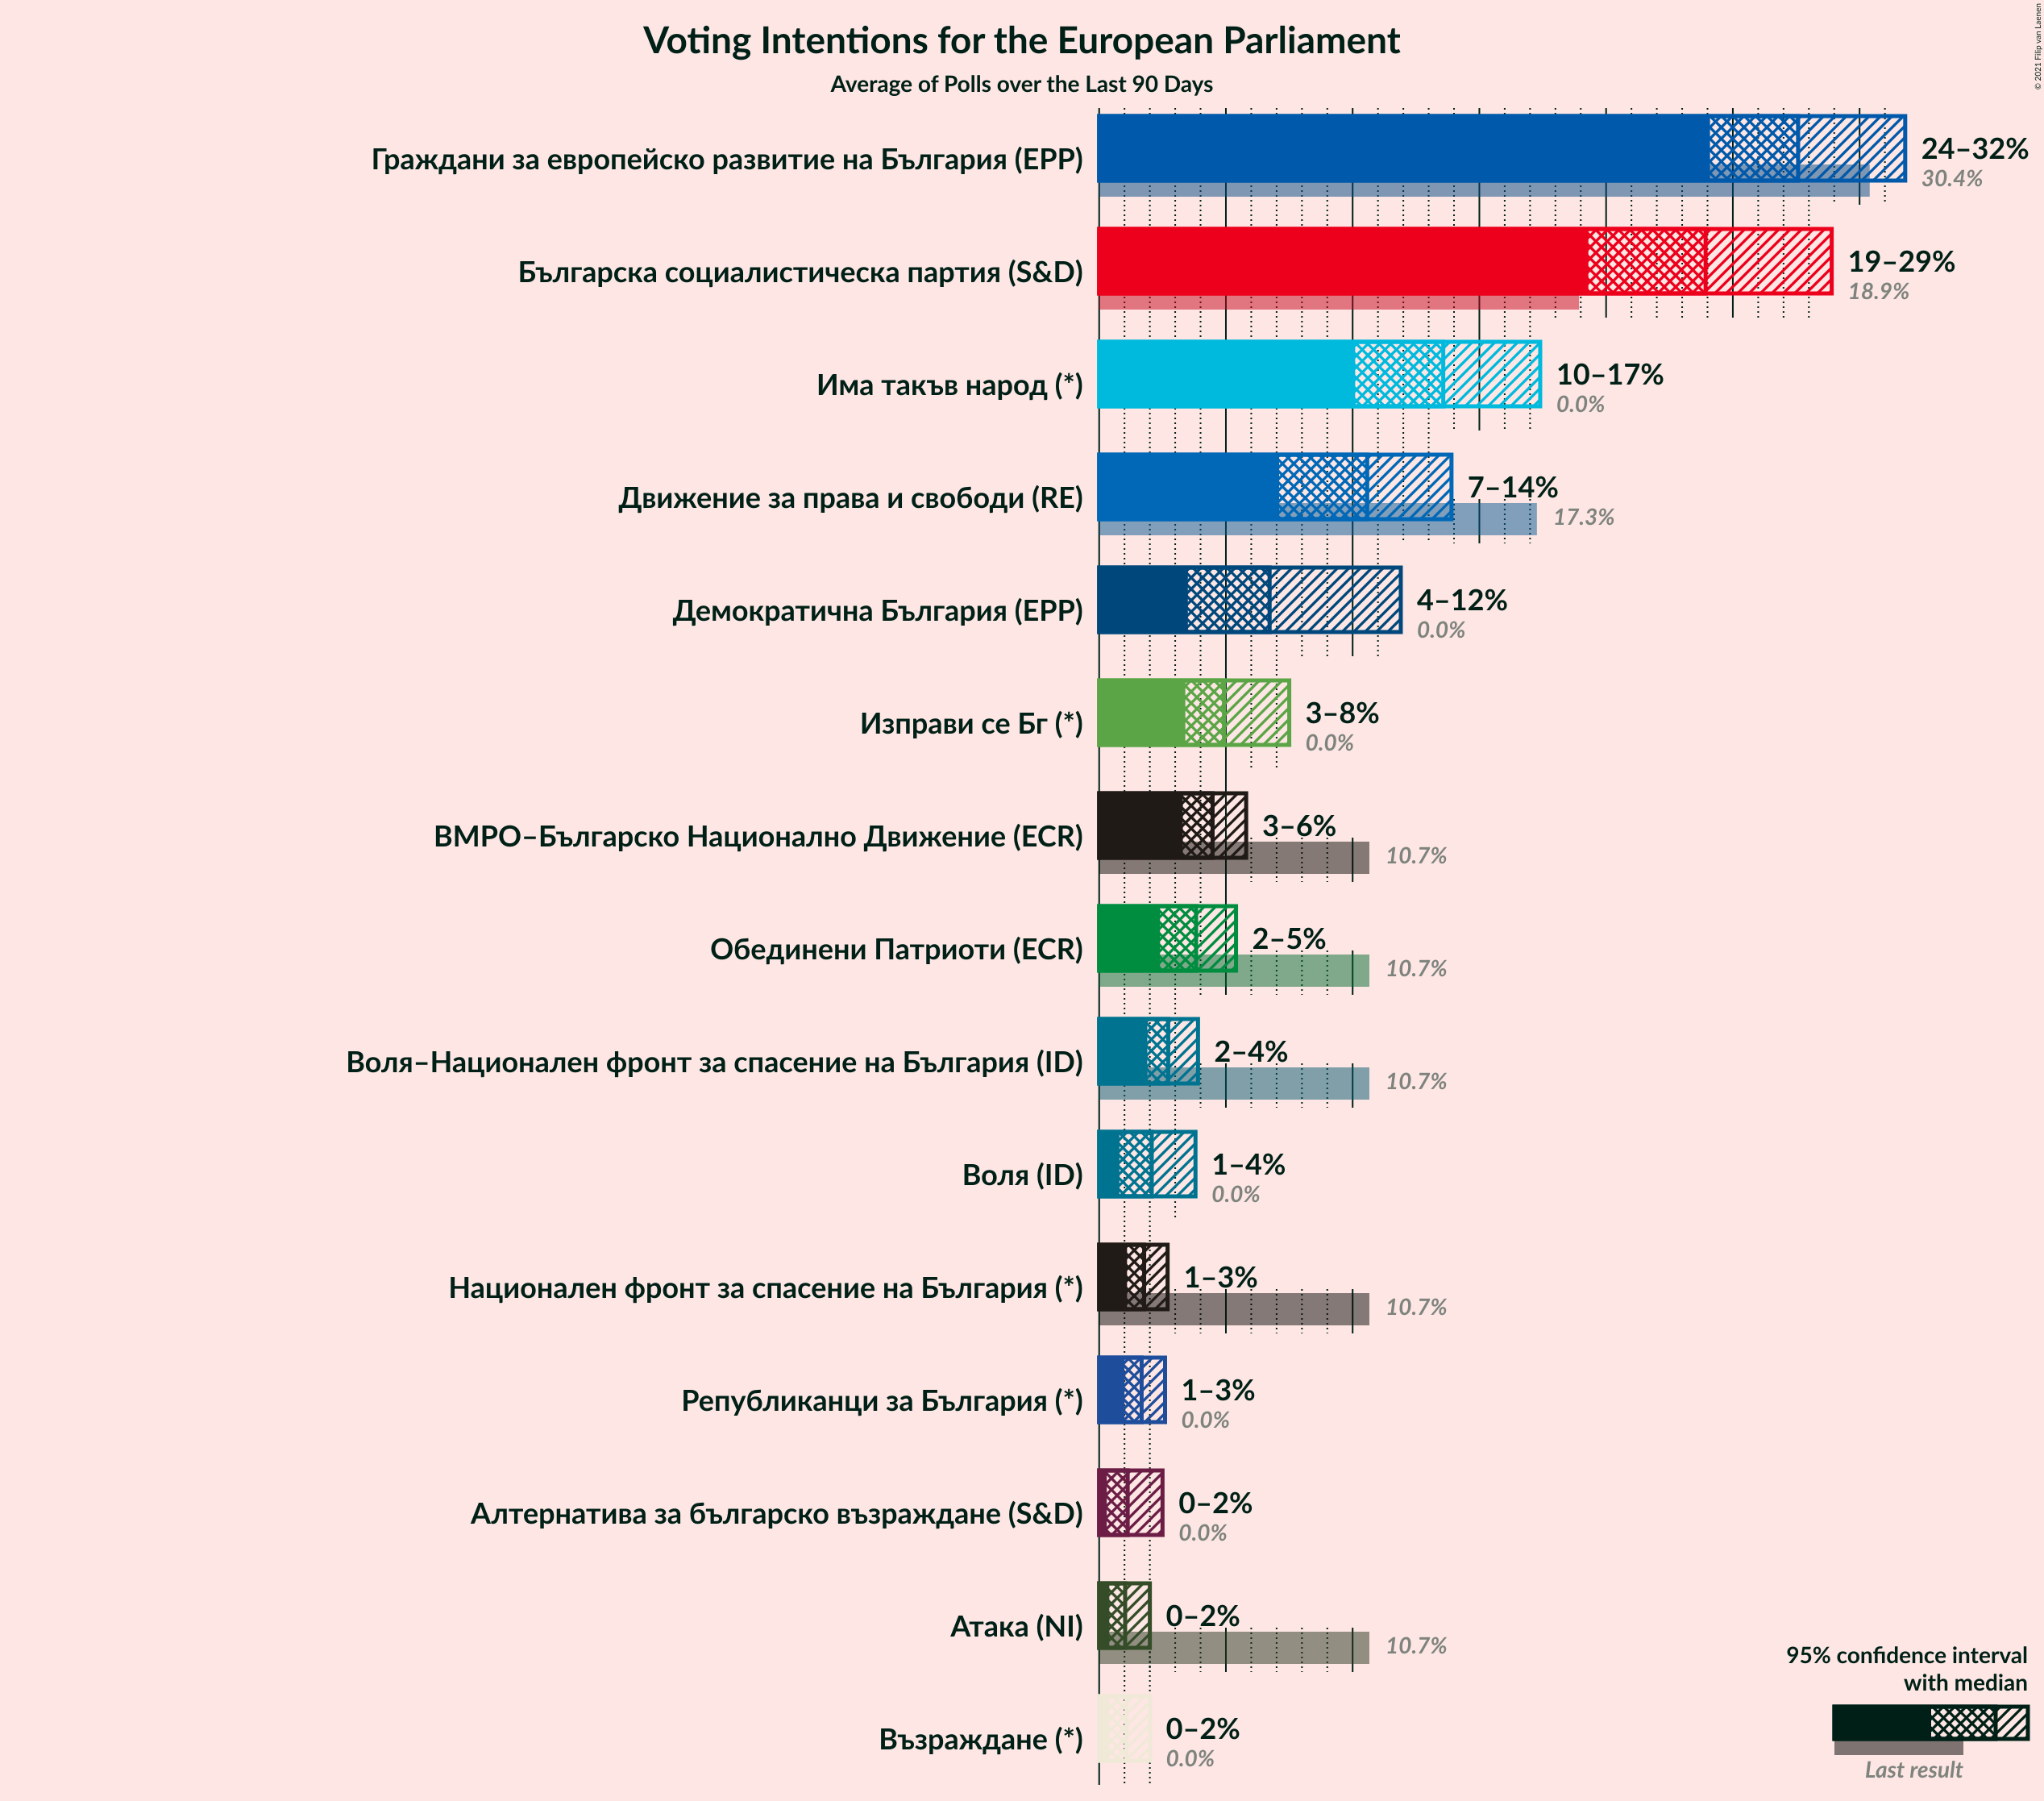 Voting Intentions for the European Parliament
Average of Polls over the Last 90 Days
© 2021 Filip van Laenen
Граждани за европейско развитие на България (EPP)
24–32%
30.4%
Българска социалистическа партия (S&D)
19–29%
18.9%
Има такъв народ (*)
10–17%
0.0%
Движение за права и свободи (RE)
7–14%
17.3%
Демократична България (EPP)
4–12%
0.0%
Изправи се Бг (*)
3–8%
0.0%
ВМРО–Българско Национално Движение (ECR)
3–6%
10.7%
Обединени Патриоти (ECR)
2–5%
10.7%
Воля–Национален фронт за спасение на България (ID)
2–4%
10.7%
Воля (ID)
1–4%
0.0%
Национален фронт за спасение на България (*)
1–3%
10.7%
Републиканци за България (*)
1–3%
0.0%
Алтернатива за българско възраждане (S&D)
0–2%
0.0%
Атака (NI)
0–2%
10.7%
Възраждане (*)
0–2%
0.0%
95% confidence interval
with median
Last result